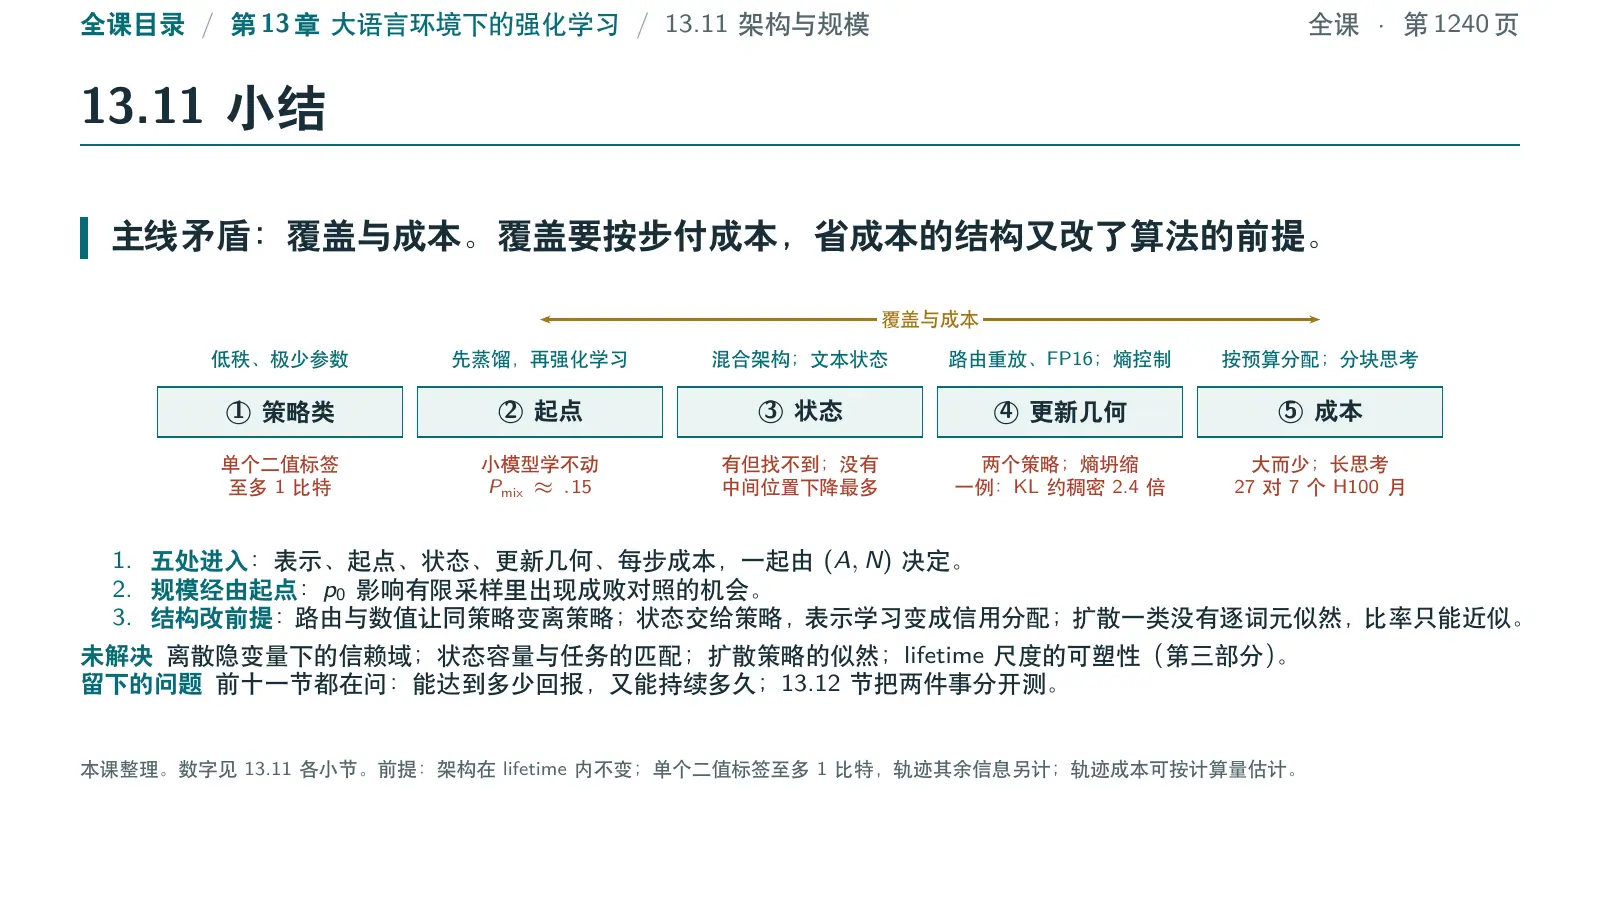 全课目录 / 第 13 章 大语言环境下的强化学习 / 13.11 架构与规模
全课 · 第 1240 页
13.11 小结
主线矛盾：覆盖与成本。覆盖要按步付成本，省成本的结构又改了算法的前提。
覆盖与成本
低秩、极少参数
先蒸馏，再强化学习
混合架构；文本状态
路由重放、FP16；熵控制
按预算分配；分块思考
① 策略类
② 起点
③ 状态
④ 更新几何
⑤ 成本
单个二值标签
至多 1 比特
小模型学不动
P_mix ≈ .15
有但找不到；没有
中间位置下降最多
两个策略；熵坍缩
一例：KL 约稠密 2.4 倍
大而少；长思考
27 对 7 个 H100 月
1. 五处进入：表示、起点、状态、更新几何、每步成本，一起由 (A, N) 决定。
2. 规模经由起点：p₀ 影响有限采样里出现成败对照的机会。
3. 结构改前提：路由与数值让同策略变离策略；状态交给策略，表示学习变成信用分配；扩散一类没有逐词元似然，比率只能近似。
未解决 离散隐变量下的信赖域；状态容量与任务的匹配；扩散策略的似然；lifetime 尺度的可塑性（第三部分）。
留下的问题 前十一节都在问：能达到多少回报，又能持续多久；13.12 节把两件事分开测。
本课整理。数字见 13.11 各小节。前提：架构在 lifetime 内不变；单个二值标签至多 1 比特，轨迹其余信息另计；轨迹成本可按计算量估计。